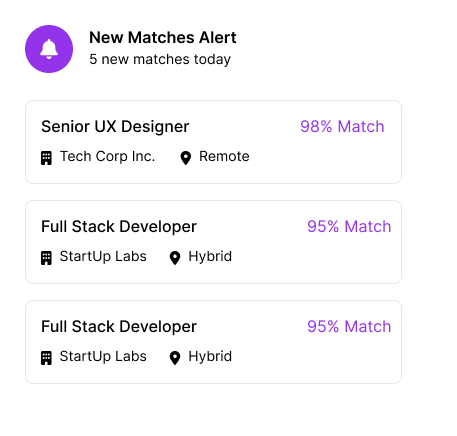 New Matches Alert
5 new matches today
Senior UX Designer 98% Match
Tech Corp Inc. Remote
Full Stack Developer 95% Match
StartUp Labs Hybrid
Full Stack Developer 95% Match
StartUp Labs Hybrid